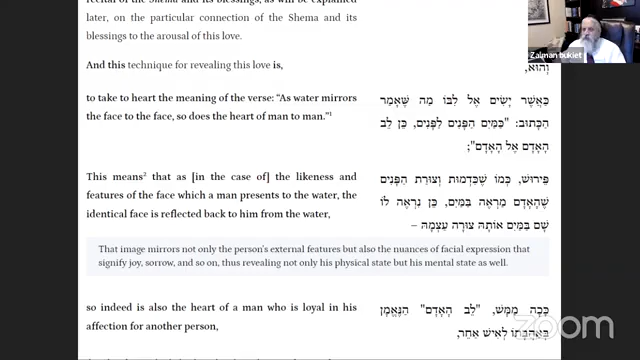 recital of the Shema and its blessings, as will be explained
later, on the particular connection of the Shema and its
blessings to the arousal of this love.
Zalman bukiet
And this technique for revealing this love is,
וְהוּא,
to take to heart the meaning of the verse: “As water mirrors
the face to the face, so does the heart of man to man.”1
כַּאֲשֶׁר יָשִׂים אֶל לִבּוֹ מַה שֶּׁאָמַר
הַכָּתוּב: "כַּמַּיִם הַפָּנִים לַפָּנִים, כֵּן לֵב
הָאָדָם אֶל הָאָדָם";
This means2 that as [in the case of] the likeness and
features of the face which a man presents to the water, the
identical face is reflected back to him from the water,
פֵּירוּשׁ, כְּמוֹ שֶׁכִּדְמוּת וְצוּרַת הַפָּנִים
שֶׁהָאָדָם מַרְאֶה בַּמַּיִם, כֵּן נִרְאֶה לוֹ
שָׁם בַּמַּיִם אוֹתָהּ צוּרָה עַצְמָהּ –
That image mirrors not only the person’s external features but also the nuances of facial expression that
signify joy, sorrow, and so on, thus revealing not only his physical state but his mental state as well.
so indeed is also the heart of a man who is loyal in his
affection for another person,
כָּכָה מַמָּשׁ, "לֵב הָאָדָם" הַנֶּאֱמָן
בְּאַהֲבָתוֹ לְאִישׁ אַחֵר,
zoom